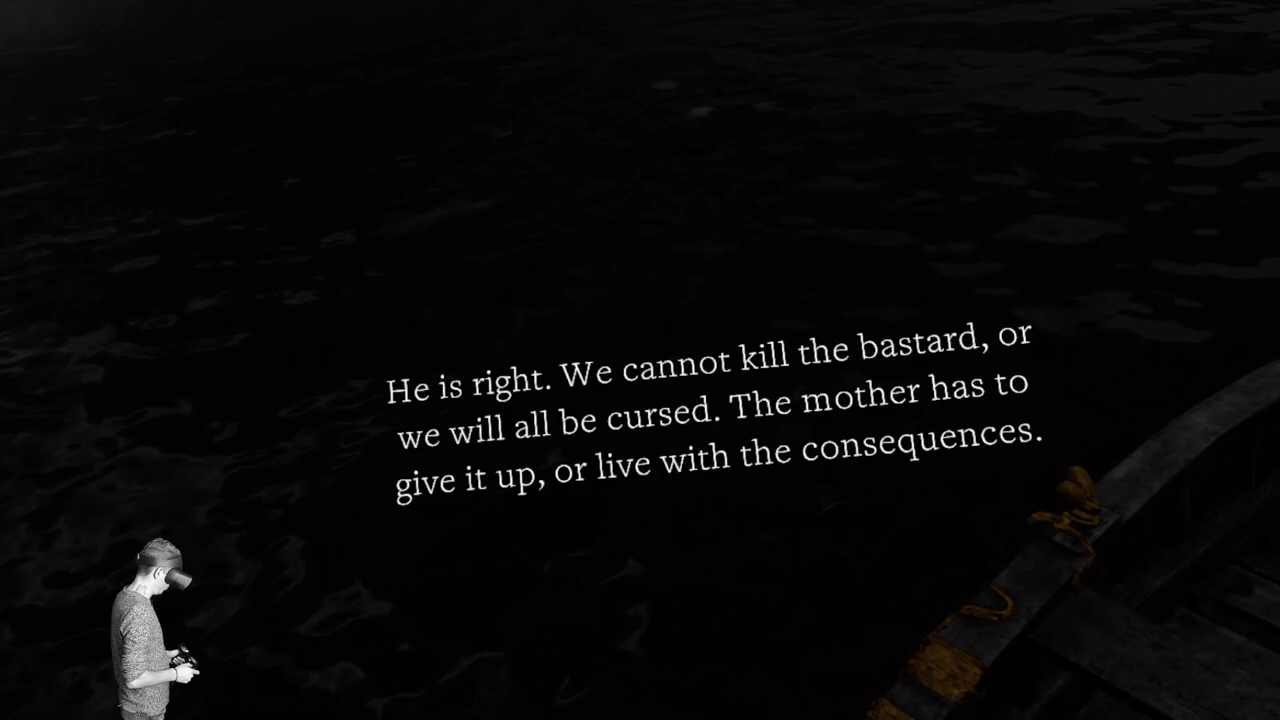 He is right. We cannot kill the bastard, or
we will all be cursed. The mother has to
give it up, or live with the consequences.